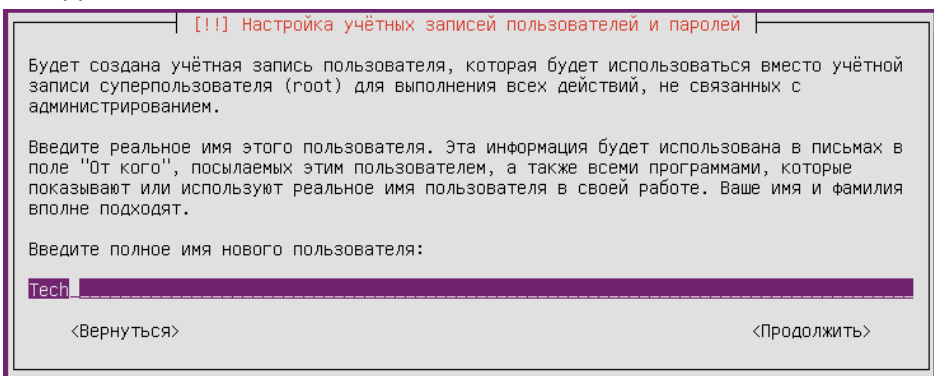 [!!] Настройка учётных записей пользователей и паролей
Будет создана учётная запись пользователя, которая будет использоваться вместо учётной
записи суперпользователя (root) для выполнения всех действий, не связанных с
администрированием.
Введите реальное имя этого пользователя. Эта информация будет использована в письмах в
поле "От кого", посылаемых этим пользователем, а также всеми программами, которые
показывают или используют реальное имя пользователя в своей работе. Ваше имя и фамилия
вполне подходят.
Введите полное имя нового пользователя:
Tech
<Вернуться> <Продолжить>